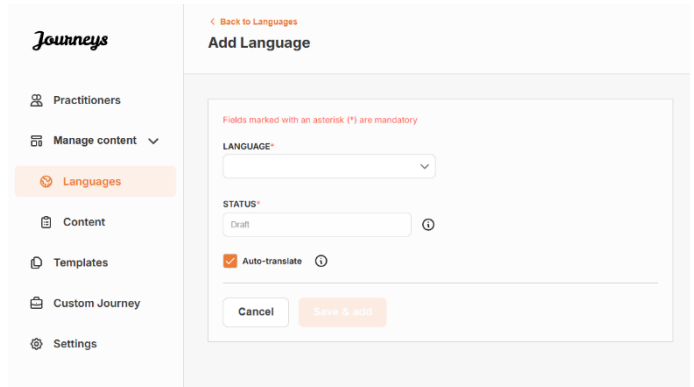 Journeys
Practitioners
Manage content
Languages
Content
Templates
Custom Journey
Settings
Back to Languages
Add Language
Fields marked with an asterisk (*) are mandatory
LANGUAGE*
STATUS*
Draft
Auto-translate
Cancel
Save & add